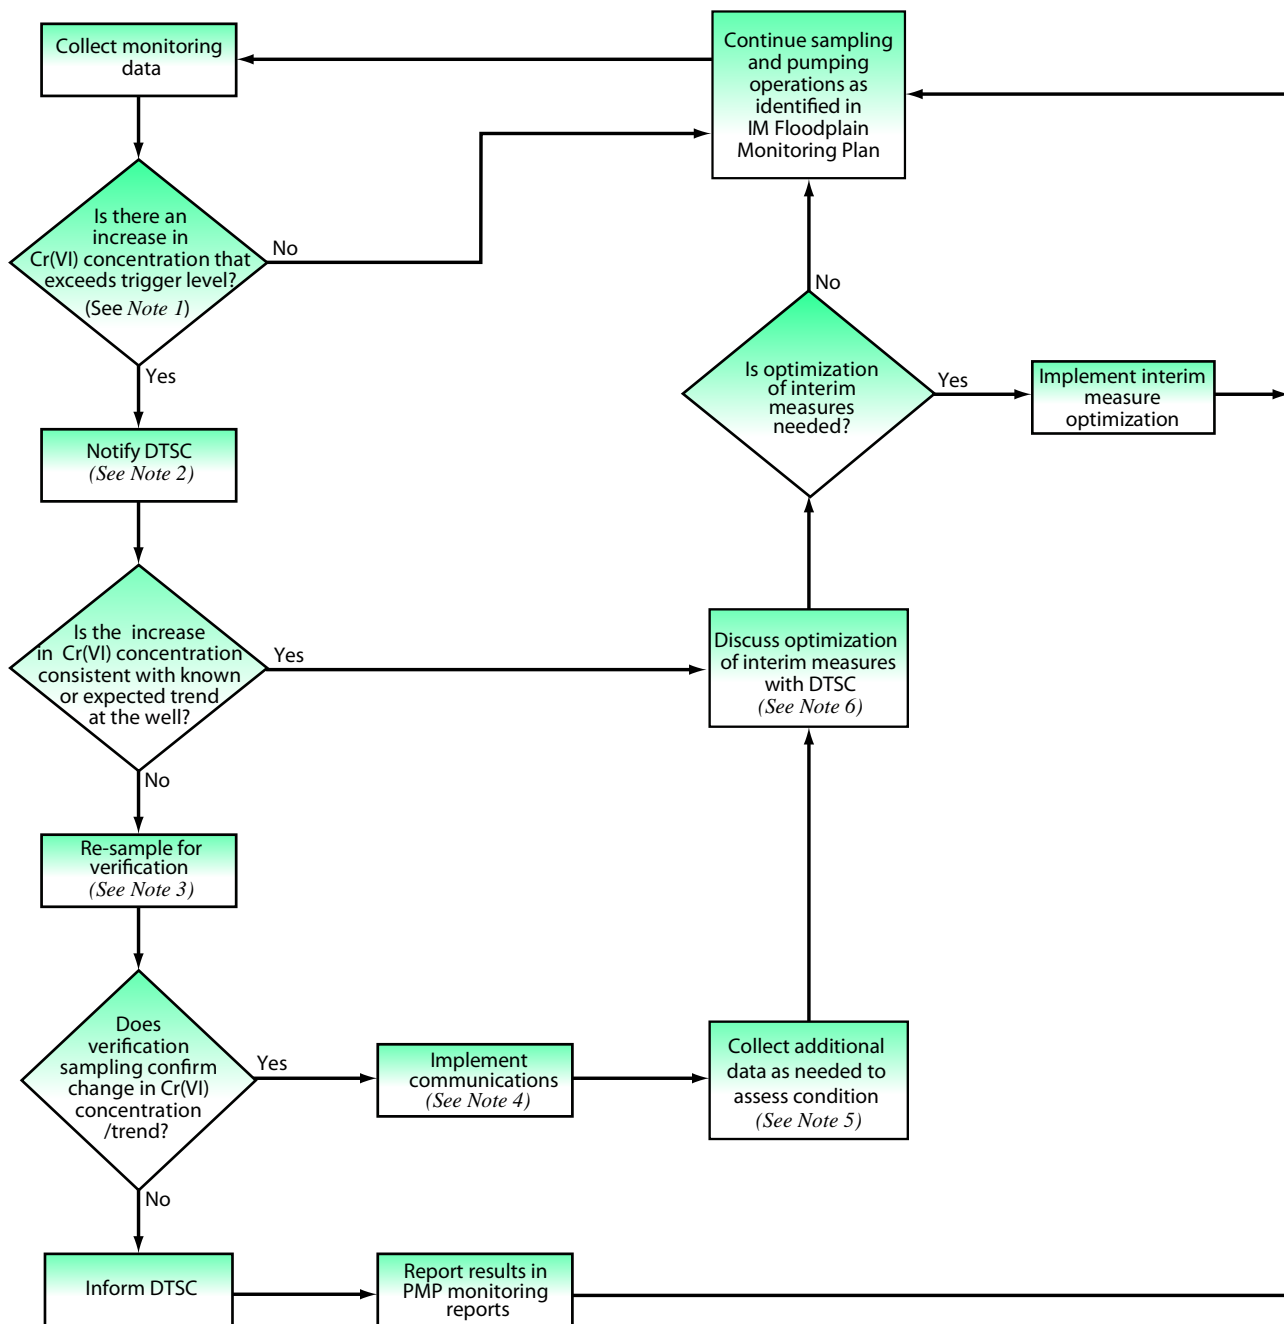 Collect monitoring
data
Continue sampling
and pumping
operations as
identified in
IM Floodplain
Monitoring Plan
Is there an
increase in
Cr(VI) concentration that
exceeds trigger level?
(See Note 1)
No
Yes
No
Is optimization
of interim
measures
needed?
Yes
Implement interim
measure
optimization
Notify DTSC
(See Note 2)
Is the increase
in Cr(VI) concentration
consistent with known
or expected trend
at the well?
Yes
Discuss optimization
of interim measures
with DTSC
(See Note 6)
No
Re-sample for
verification
(See Note 3)
Does
verification
sampling confirm
change in Cr(VI)
concentration
/trend?
Yes
Implement
communications
(See Note 4)
Collect additional
data as needed to
assess condition
(See Note 5)
No
Inform DTSC
Report results in
PMP monitoring
reports